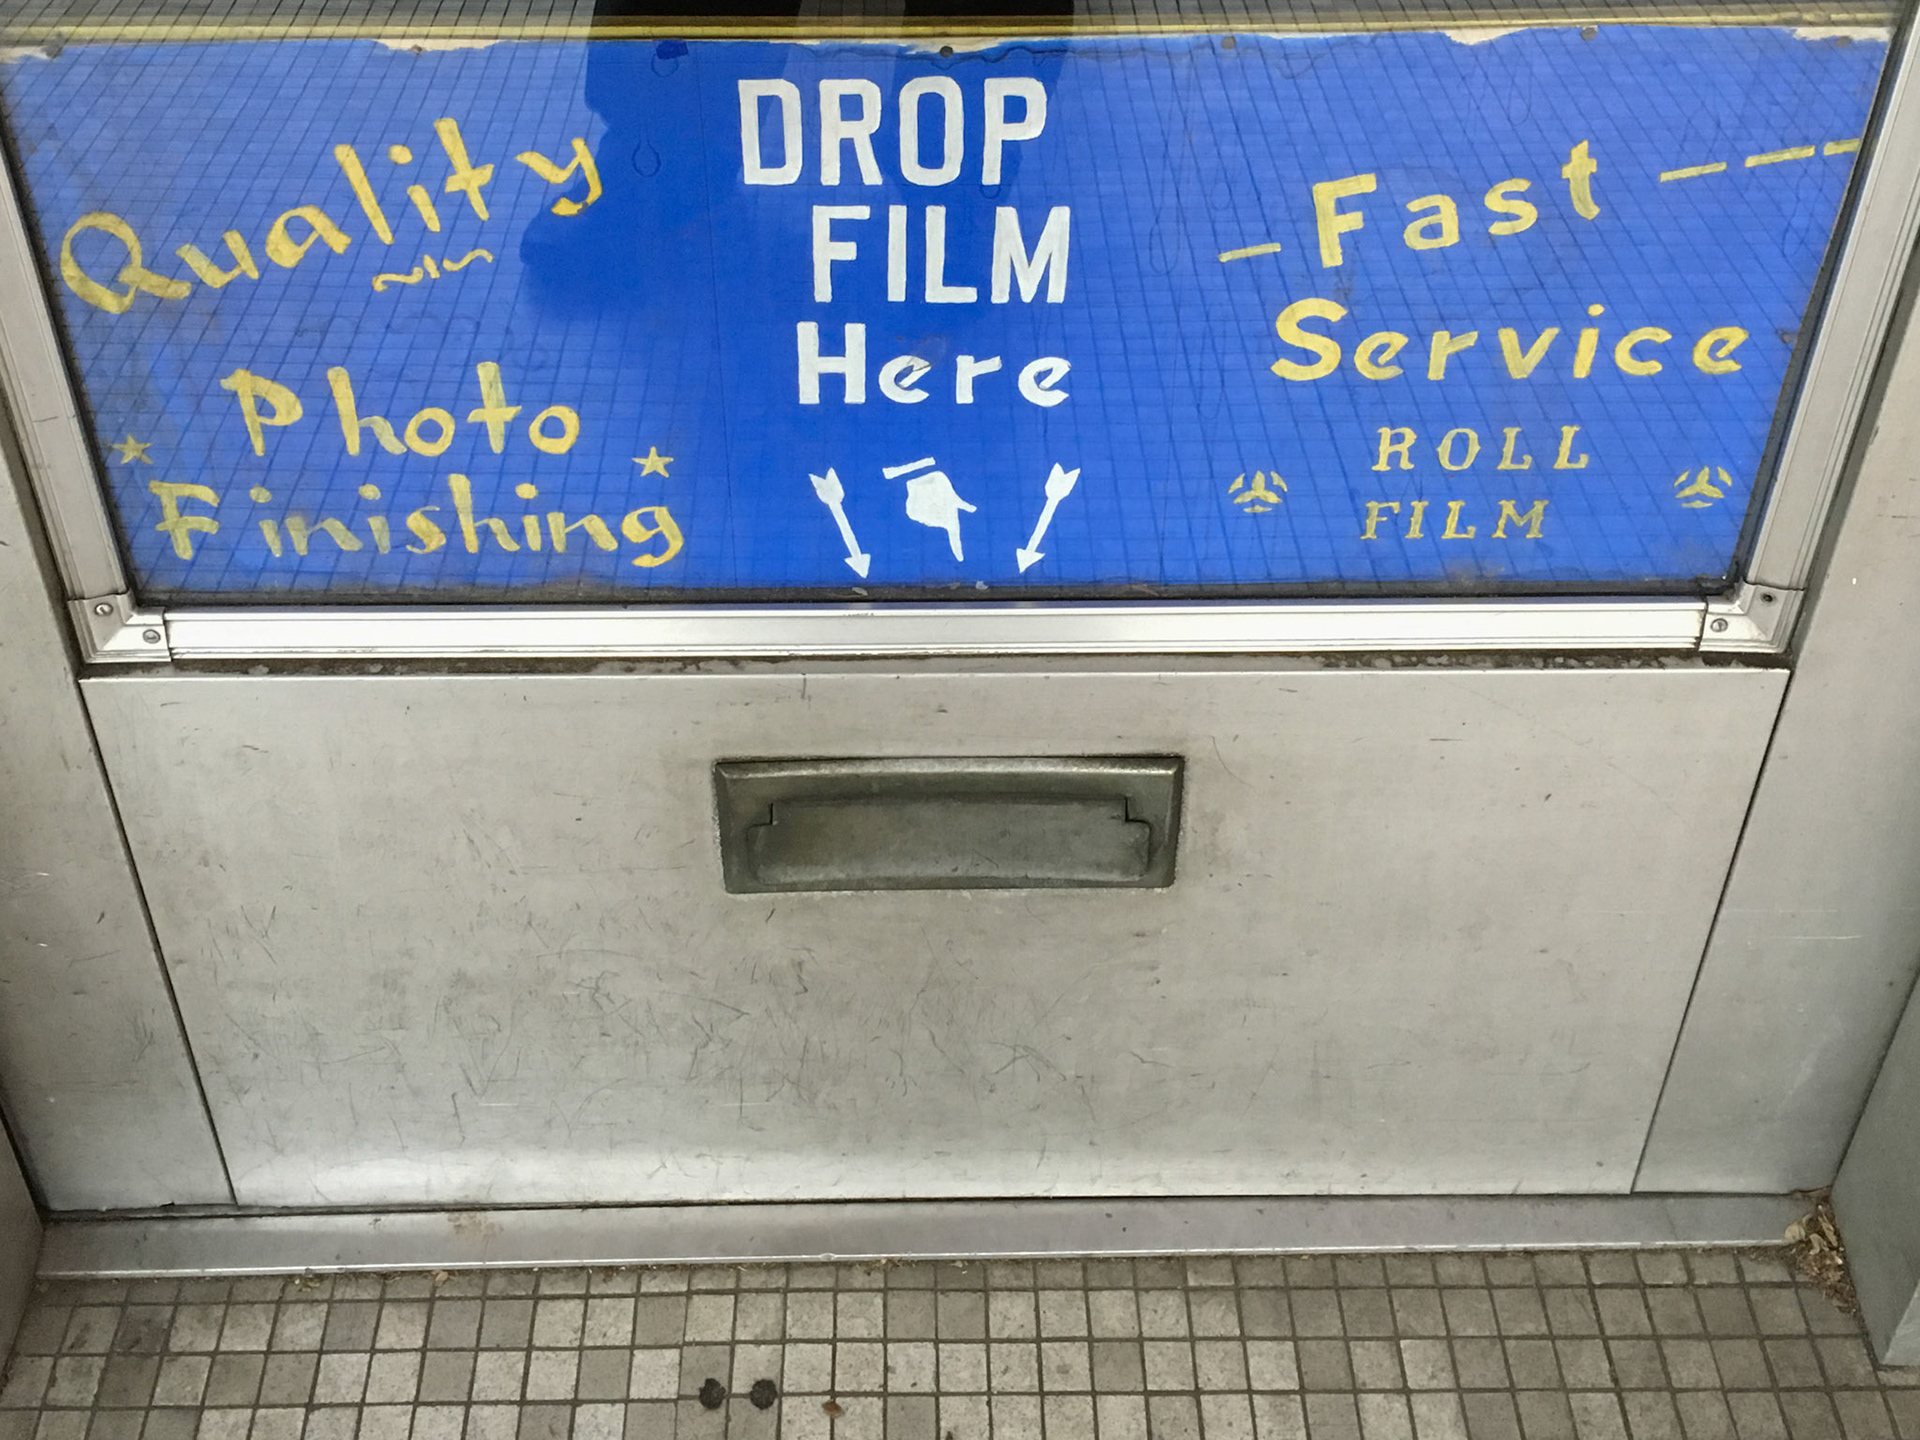 Quality
Photo
Finishing
DROP
FILM
Here
Fast
Service
ROLL
FILM